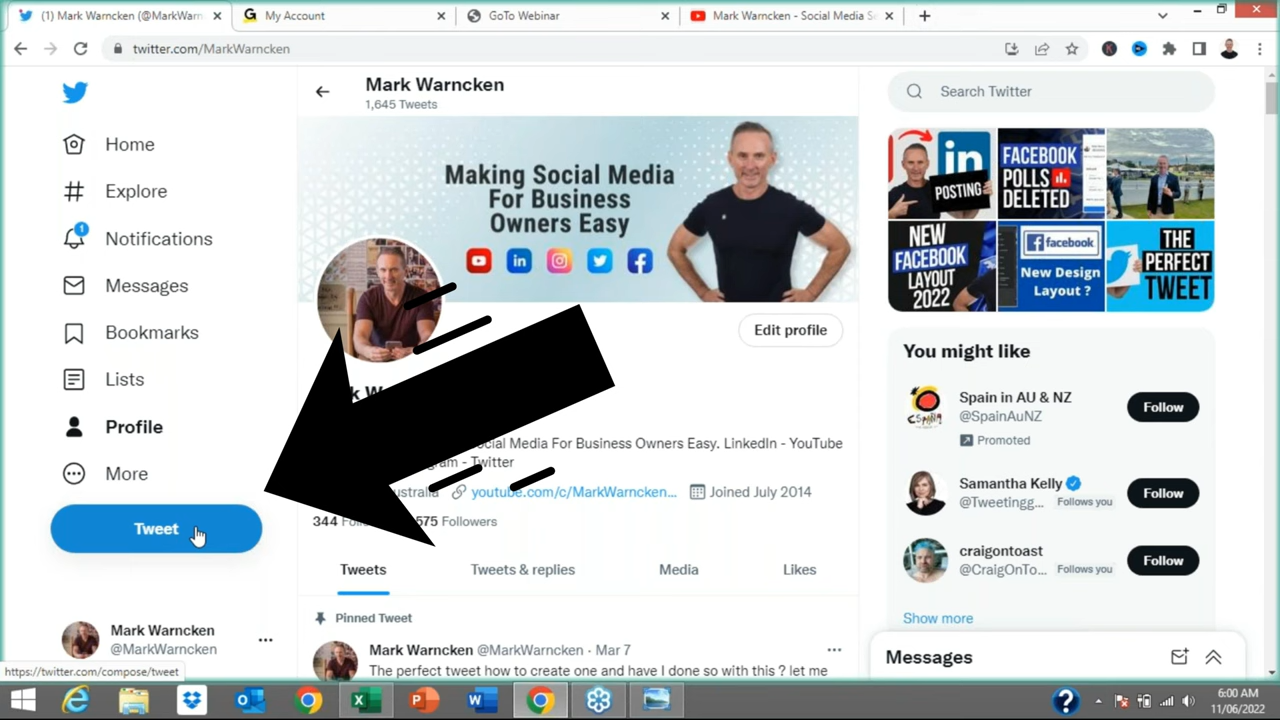 (1) Mark Warncken (@MarkWarn
My Account
GoTo Webinar
Mark Warncken - Social Media S
twitter.com/MarkWarncken
Home
Explore
1
Notifications
Messages
Bookmarks
Lists
Profile
More
Tweet
Mark Warncken
@MarkWarncken
https://twitter.com/compose/tweet
Mark Warncken
1,645 Tweets
Making Social Media
For Business
Owners Easy
Edit profile
Social Media For Business Owners Easy. LinkedIn - YouTube
- Twitter
youtube.com/c/MarkWarncken... Joined July 2014
344 575 Followers
Tweets Tweets & replies Media Likes
Pinned Tweet
Mark Warncken @MarkWarncken · Mar 7
The perfect tweet how to create one and have I done so with this ? let me
Search Twitter
in
POSTING
FACEBOOK
POLLS
DELETED
NEW
FACEBOOK
LAYOUT
2022
facebook
New Design
Layout ?
THE
PERFECT
TWEET
You might like
Spain in AU & NZ
@SpainAuNZ
Promoted
Follow
Samantha Kelly
@Tweetingg... Follows you
Follow
craigontoast
@CraigOnTo... Follows you
Follow
Show more
Messages
6:00 AM
11/06/2022